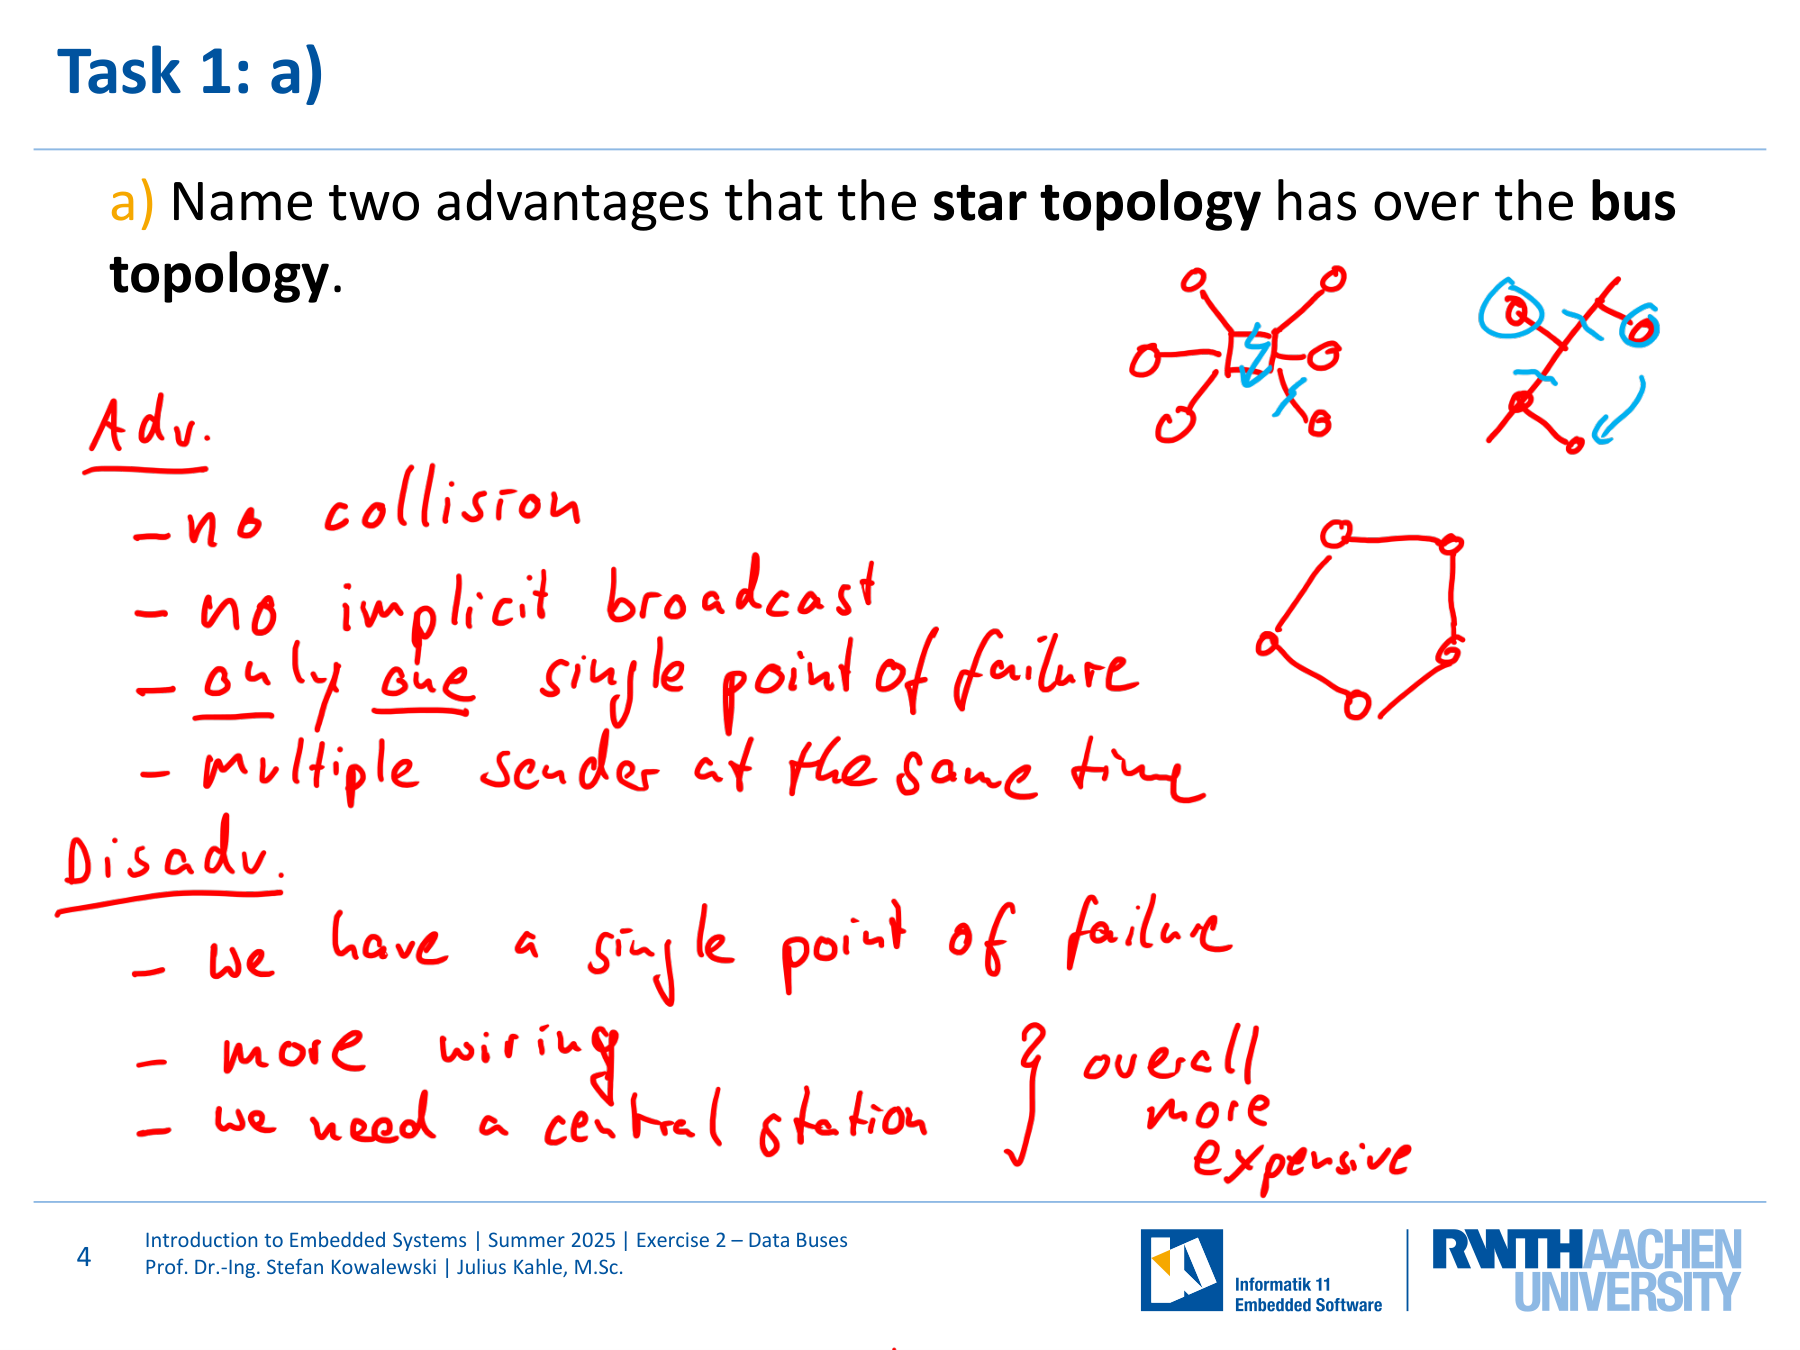 Task 1: a)
a) Name two advantages that the star topology has over the bus
topology.
Adv.
- no collision
- no implicit broadcast
- only one single point of failure
- multiple sender at the same time
Disadv.
- we have a single point of failure
- more wiring
- we need a central station
} overall
more
expensive
4
Introduction to Embedded Systems | Summer 2025 | Exercise 2 – Data Buses
Prof. Dr.-Ing. Stefan Kowalewski | Julius Kahle, M.Sc.
Informatik 11
Embedded Software
RWTH AACHEN
UNIVERSITY